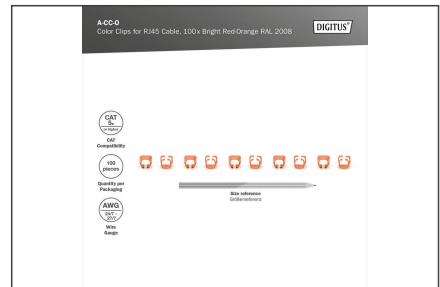 A-CC-O
Color Clips for RJ45 Cable, 100x Bright Red-Orange RAL 2008
DIGITUS®
CAT
5e
or higher
CAT
Compatibility
100
pieces
Quantity per
Packaging
AWG
24/7 -
27/7
Wire
Gauge
Size reference
Größenreferenz